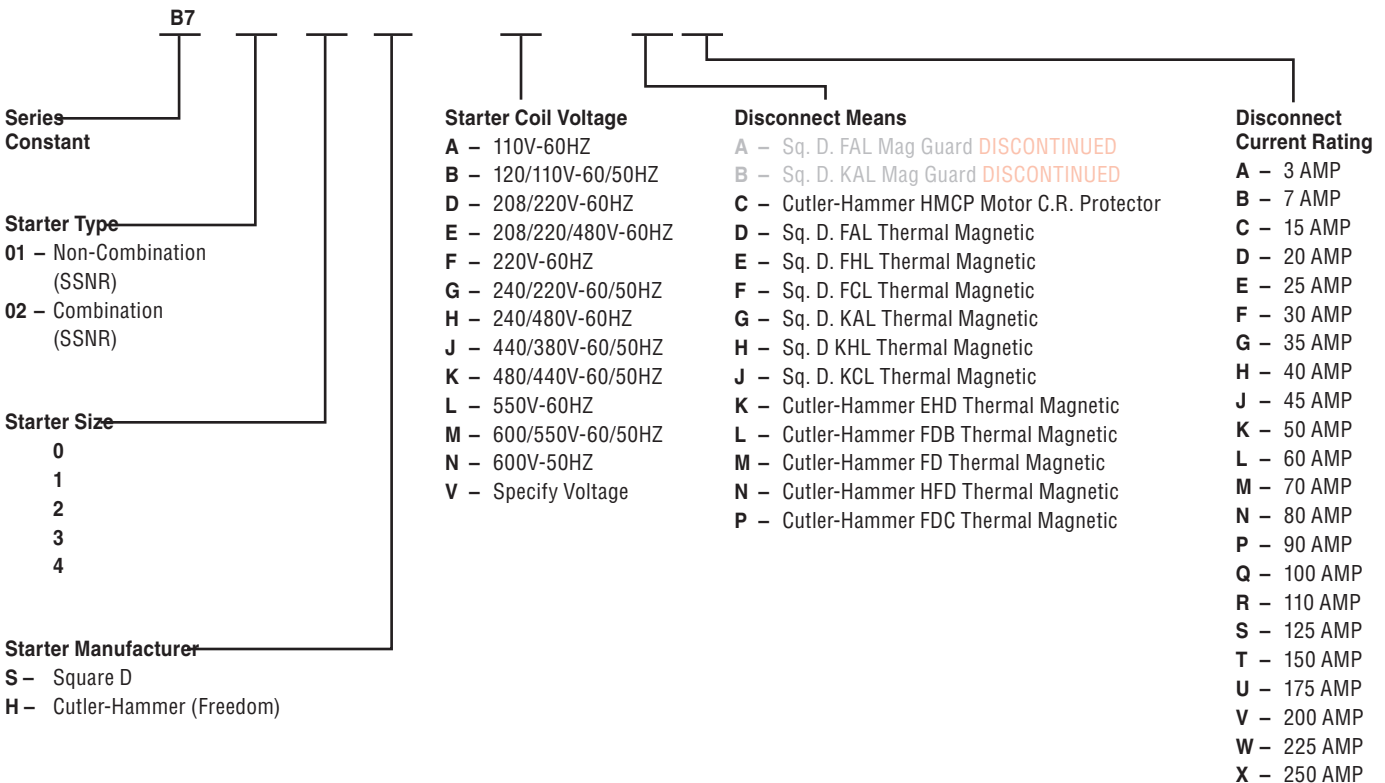 B7
Series
Constant
Starter Type
01 – Non-Combination
(SSNR)
02 – Combination
(SSNR)
Starter Size
0
1
2
3
4
Starter Manufacturer
S – Square D
H – Cutler-Hammer (Freedom)
Starter Coil Voltage
A – 110V-60HZ
B – 120/110V-60/50HZ
D – 208/220V-60HZ
E – 208/220/480V-60HZ
F – 220V-60HZ
G – 240/220V-60/50HZ
H – 240/480V-60HZ
J – 440/380V-60/50HZ
K – 480/440V-60/50HZ
L – 550V-60HZ
M – 600/550V-60/50HZ
N – 600V-50HZ
V – Specify Voltage
Disconnect Means
A – Sq. D. FAL Mag Guard DISCONTINUED
B – Sq. D. KAL Mag Guard DISCONTINUED
C – Cutler-Hammer HMCP Motor C.R. Protector
D – Sq. D. FAL Thermal Magnetic
E – Sq. D. FHL Thermal Magnetic
F – Sq. D. FCL Thermal Magnetic
G – Sq. D. KAL Thermal Magnetic
H – Sq. D KHL Thermal Magnetic
J – Sq. D. KCL Thermal Magnetic
K – Cutler-Hammer EHD Thermal Magnetic
L – Cutler-Hammer FDB Thermal Magnetic
M – Cutler-Hammer FD Thermal Magnetic
N – Cutler-Hammer HFD Thermal Magnetic
P – Cutler-Hammer FDC Thermal Magnetic
Disconnect
Current Rating
A – 3 AMP
B – 7 AMP
C – 15 AMP
D – 20 AMP
E – 25 AMP
F – 30 AMP
G – 35 AMP
H – 40 AMP
J – 45 AMP
K – 50 AMP
L – 60 AMP
M – 70 AMP
N – 80 AMP
P – 90 AMP
Q – 100 AMP
R – 110 AMP
S – 125 AMP
T – 150 AMP
U – 175 AMP
V – 200 AMP
W – 225 AMP
X – 250 AMP